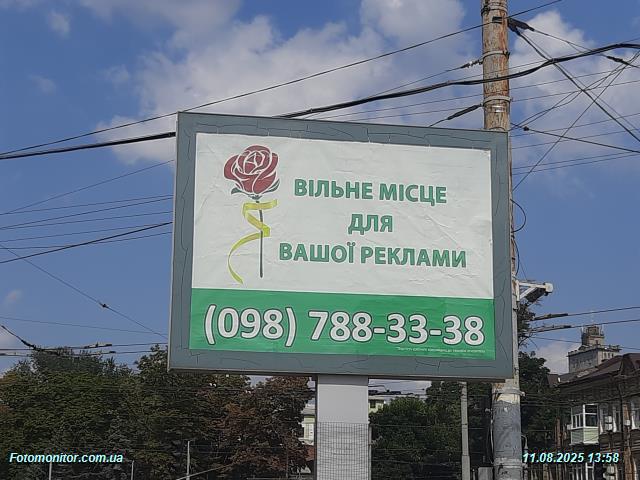 ВІЛЬНЕ МІСЦЕ
ДЛЯ
ВАШОЇ РЕКЛАМИ
(098) 788-33-38
Fotomonitor.com.ua
11.08.2025 13:58